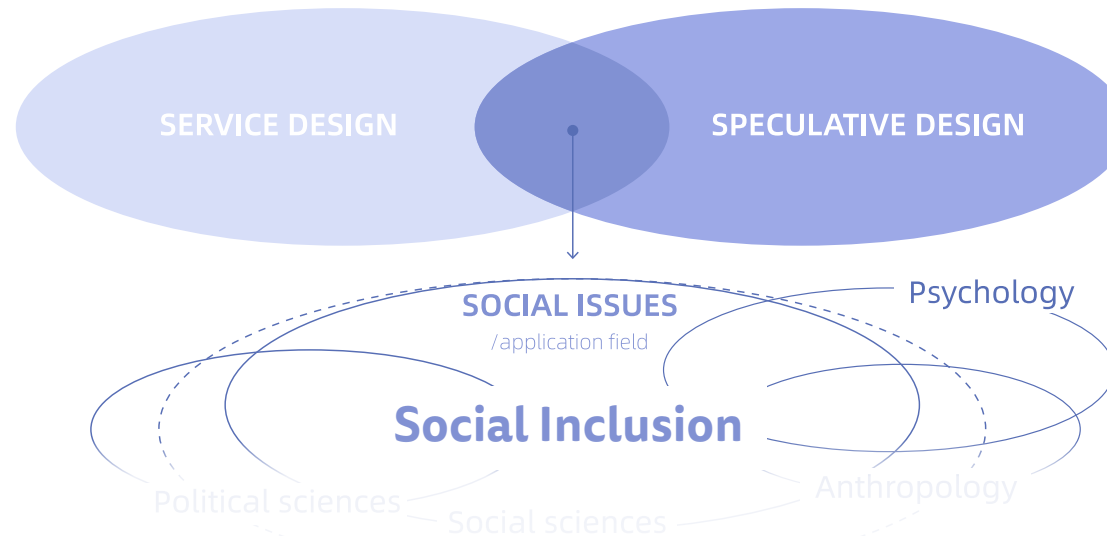 SERVICE DESIGN
SPECULATIVE DESIGN
SOCIAL ISSUES
/application field
Psychology
Social Inclusion
Political sciences
Anthropology
Social sciences